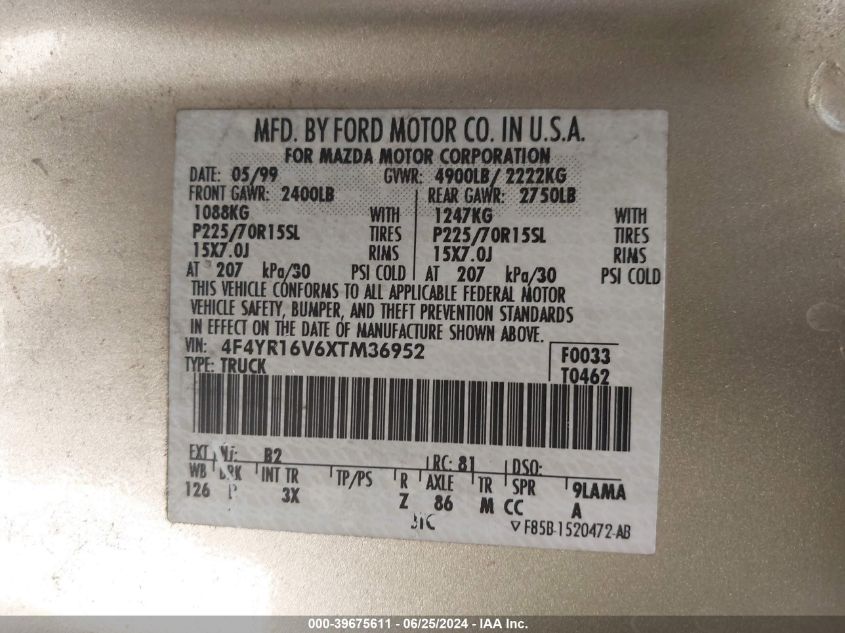 MFD. BY FORD MOTOR CO. IN U.S.A.
FOR MAZDA MOTOR CORPORATION
DATE: 05/99 GVWR: 4900LB/ 2222KG
FRONT GAWR: 2400LB REAR GAWR: 2750LB
1088KG WITH 1247KG WITH
P225/70R15SL TIRES P225/70R15SL TIRES
15X7.0J RIMS 15X7.0J RIMS
AT 207 kPa/30 PSI COLD AT 207 kPa/30 PSI COLD
THIS VEHICLE CONFORMS TO ALL APPLICABLE FEDERAL MOTOR
VEHICLE SAFETY, BUMPER, AND THEFT PREVENTION STANDARDS
IN EFFECT ON THE DATE OF MANUFACTURE SHOWN ABOVE.
VIN: 4F4YR16V6XTM36952 F0033
TYPE: TRUCK T0462
EXT B2 RC: 81 DSO:
WB BRK INT TR TP/PS R AXLE TR SPR 9LAMA
126 3X Z 86 M CC A
▽ F85B-1520472-AB
000-39675611 - 06/25/2024 - IAA Inc.